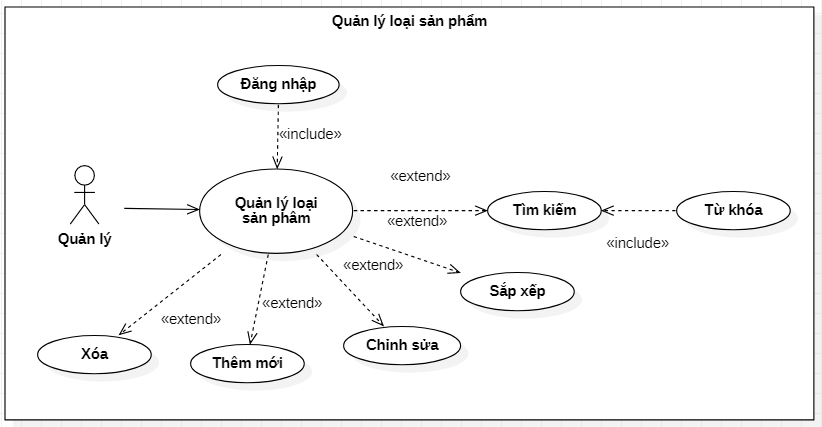 Quản lý loại sản phẩm
Đăng nhập
«include»
«extend»
Quản lý loại
sản phâm
«extend»
Tìm kiếm
Từ khóa
Quản lý
«include»
«extend»
Sắp xếp
«extend»
«extend»
Xóa
Thêm mới
Chỉnh sửa